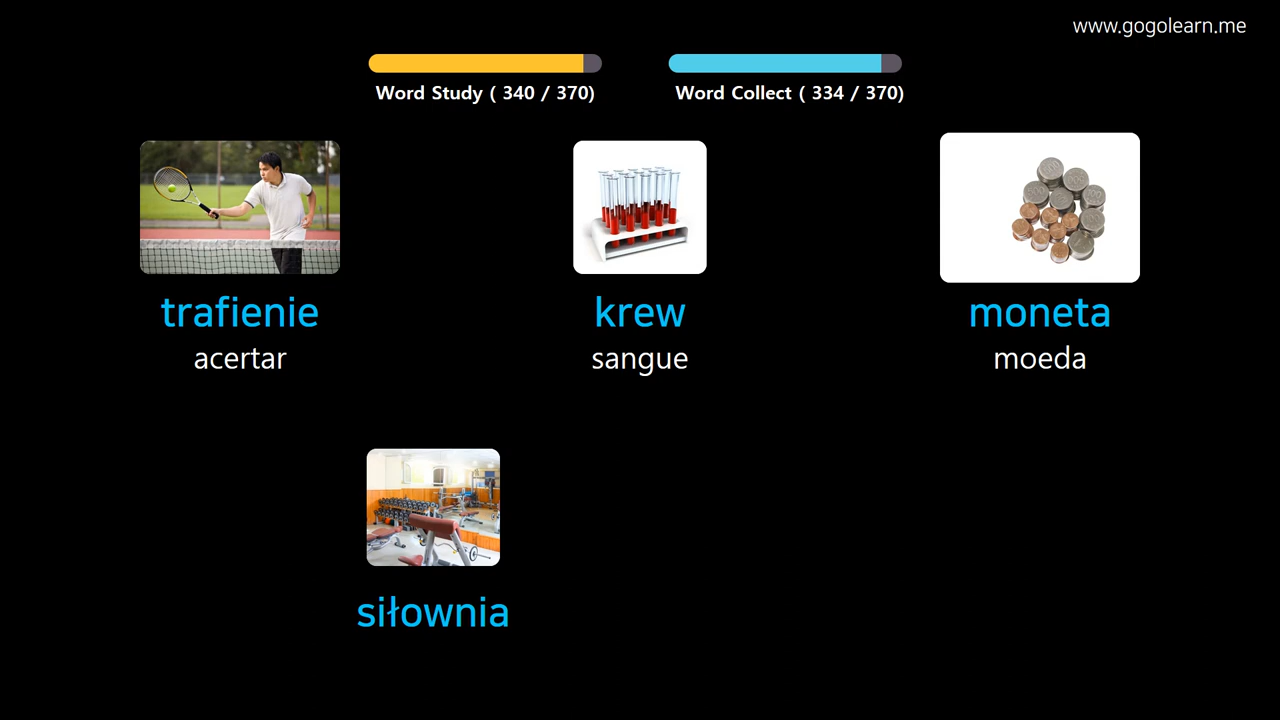 www.gogolearn.me
Word Study ( 340 / 370)
Word Collect ( 334 / 370)
trafienie
acertar
krew
sangue
moneta
moeda
siłownia